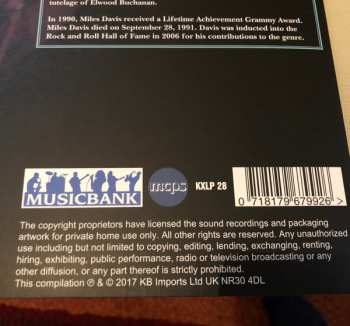 tutelage of Elwood Buchanan.
In 1990, Miles Davis received a Lifetime Achievement Grammy Award.
Miles Davis died on September 28, 1991. Davis was inducted into the
Rock and Roll Hall of Fame in 2006 for his contributions to the genre.
MUSICBANK
mcps
KXLP 28
0 718179 679926 >
The copyright proprietors have licensed the sound recordings and packaging
artwork for private home use only. All other rights are reserved. Any unauthorized
use including but not limited to copying, editing, lending, exchanging, renting,
hiring, exhibiting, public performance, radio or television broadcasting or any
other diffusion, or any part thereof is strictly prohibited.
This compilation ℗ & © 2017 KB Imports Ltd UK NR30 4DL